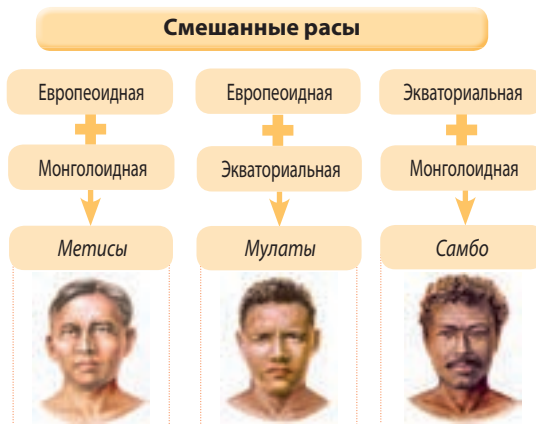 Смешанные расы
Европеоидная
Монголоидная
Метисы
Европеоидная
Экваториальная
Мулаты
Экваториальная
Монголоидная
Самбо